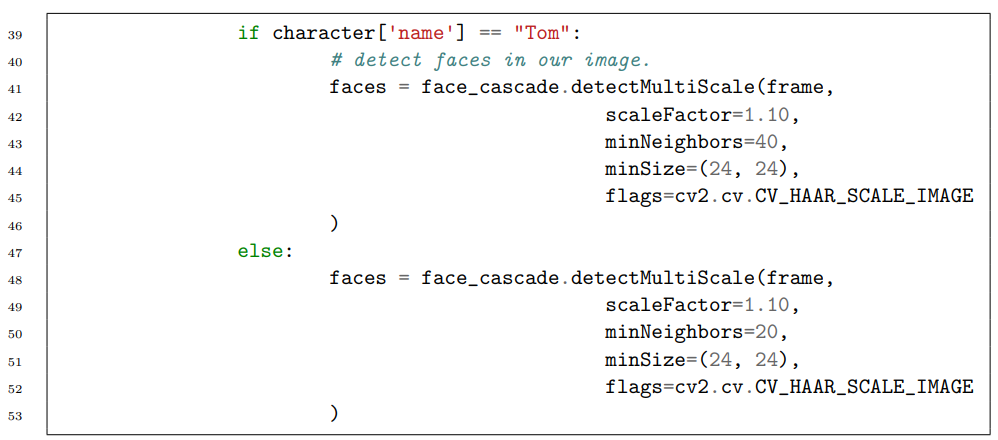 39 if character['name'] == "Tom":
40 # detect faces in our image.
41 faces = face_cascade.detectMultiScale(frame,
42 scaleFactor=1.10,
43 minNeighbors=40,
44 minSize=(24, 24),
45 flags=cv2.cv.CV_HAAR_SCALE_IMAGE
46 )
47 else:
48 faces = face_cascade.detectMultiScale(frame,
49 scaleFactor=1.10,
50 minNeighbors=20,
51 minSize=(24, 24),
52 flags=cv2.cv.CV_HAAR_SCALE_IMAGE
53 )